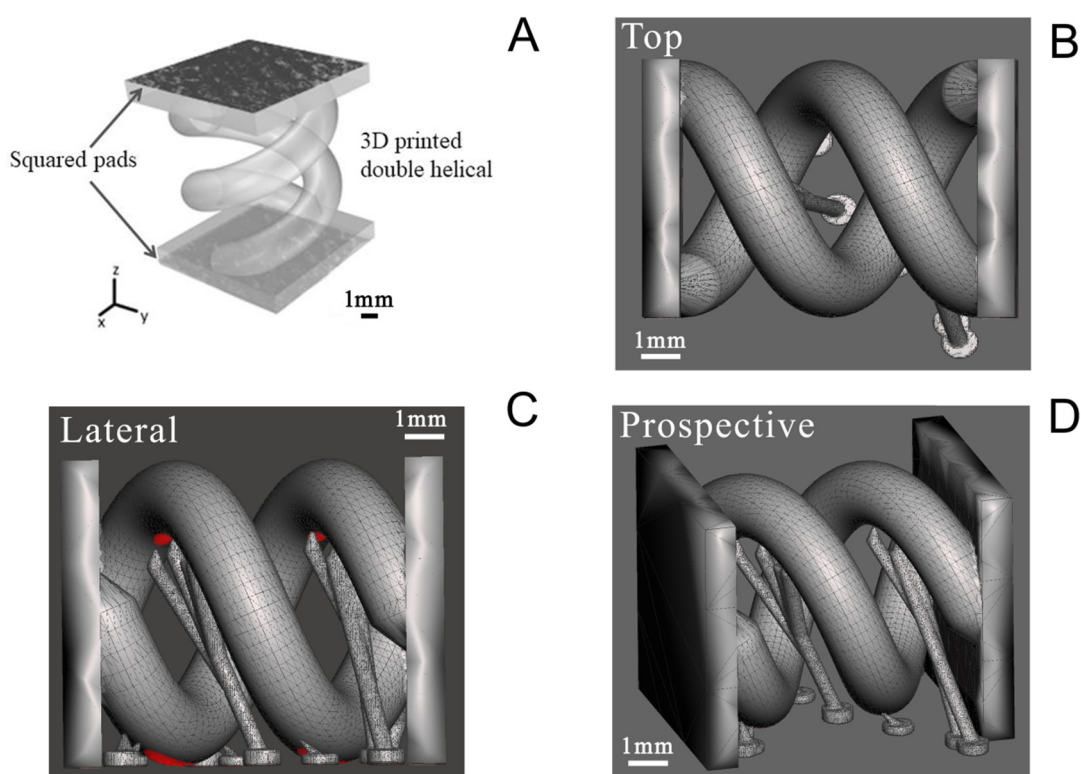 A
Squared pads
3D printed
double helical
z
x
y
1mm
Top
B
1mm
Lateral
1mm
C
Prospective
D
1mm